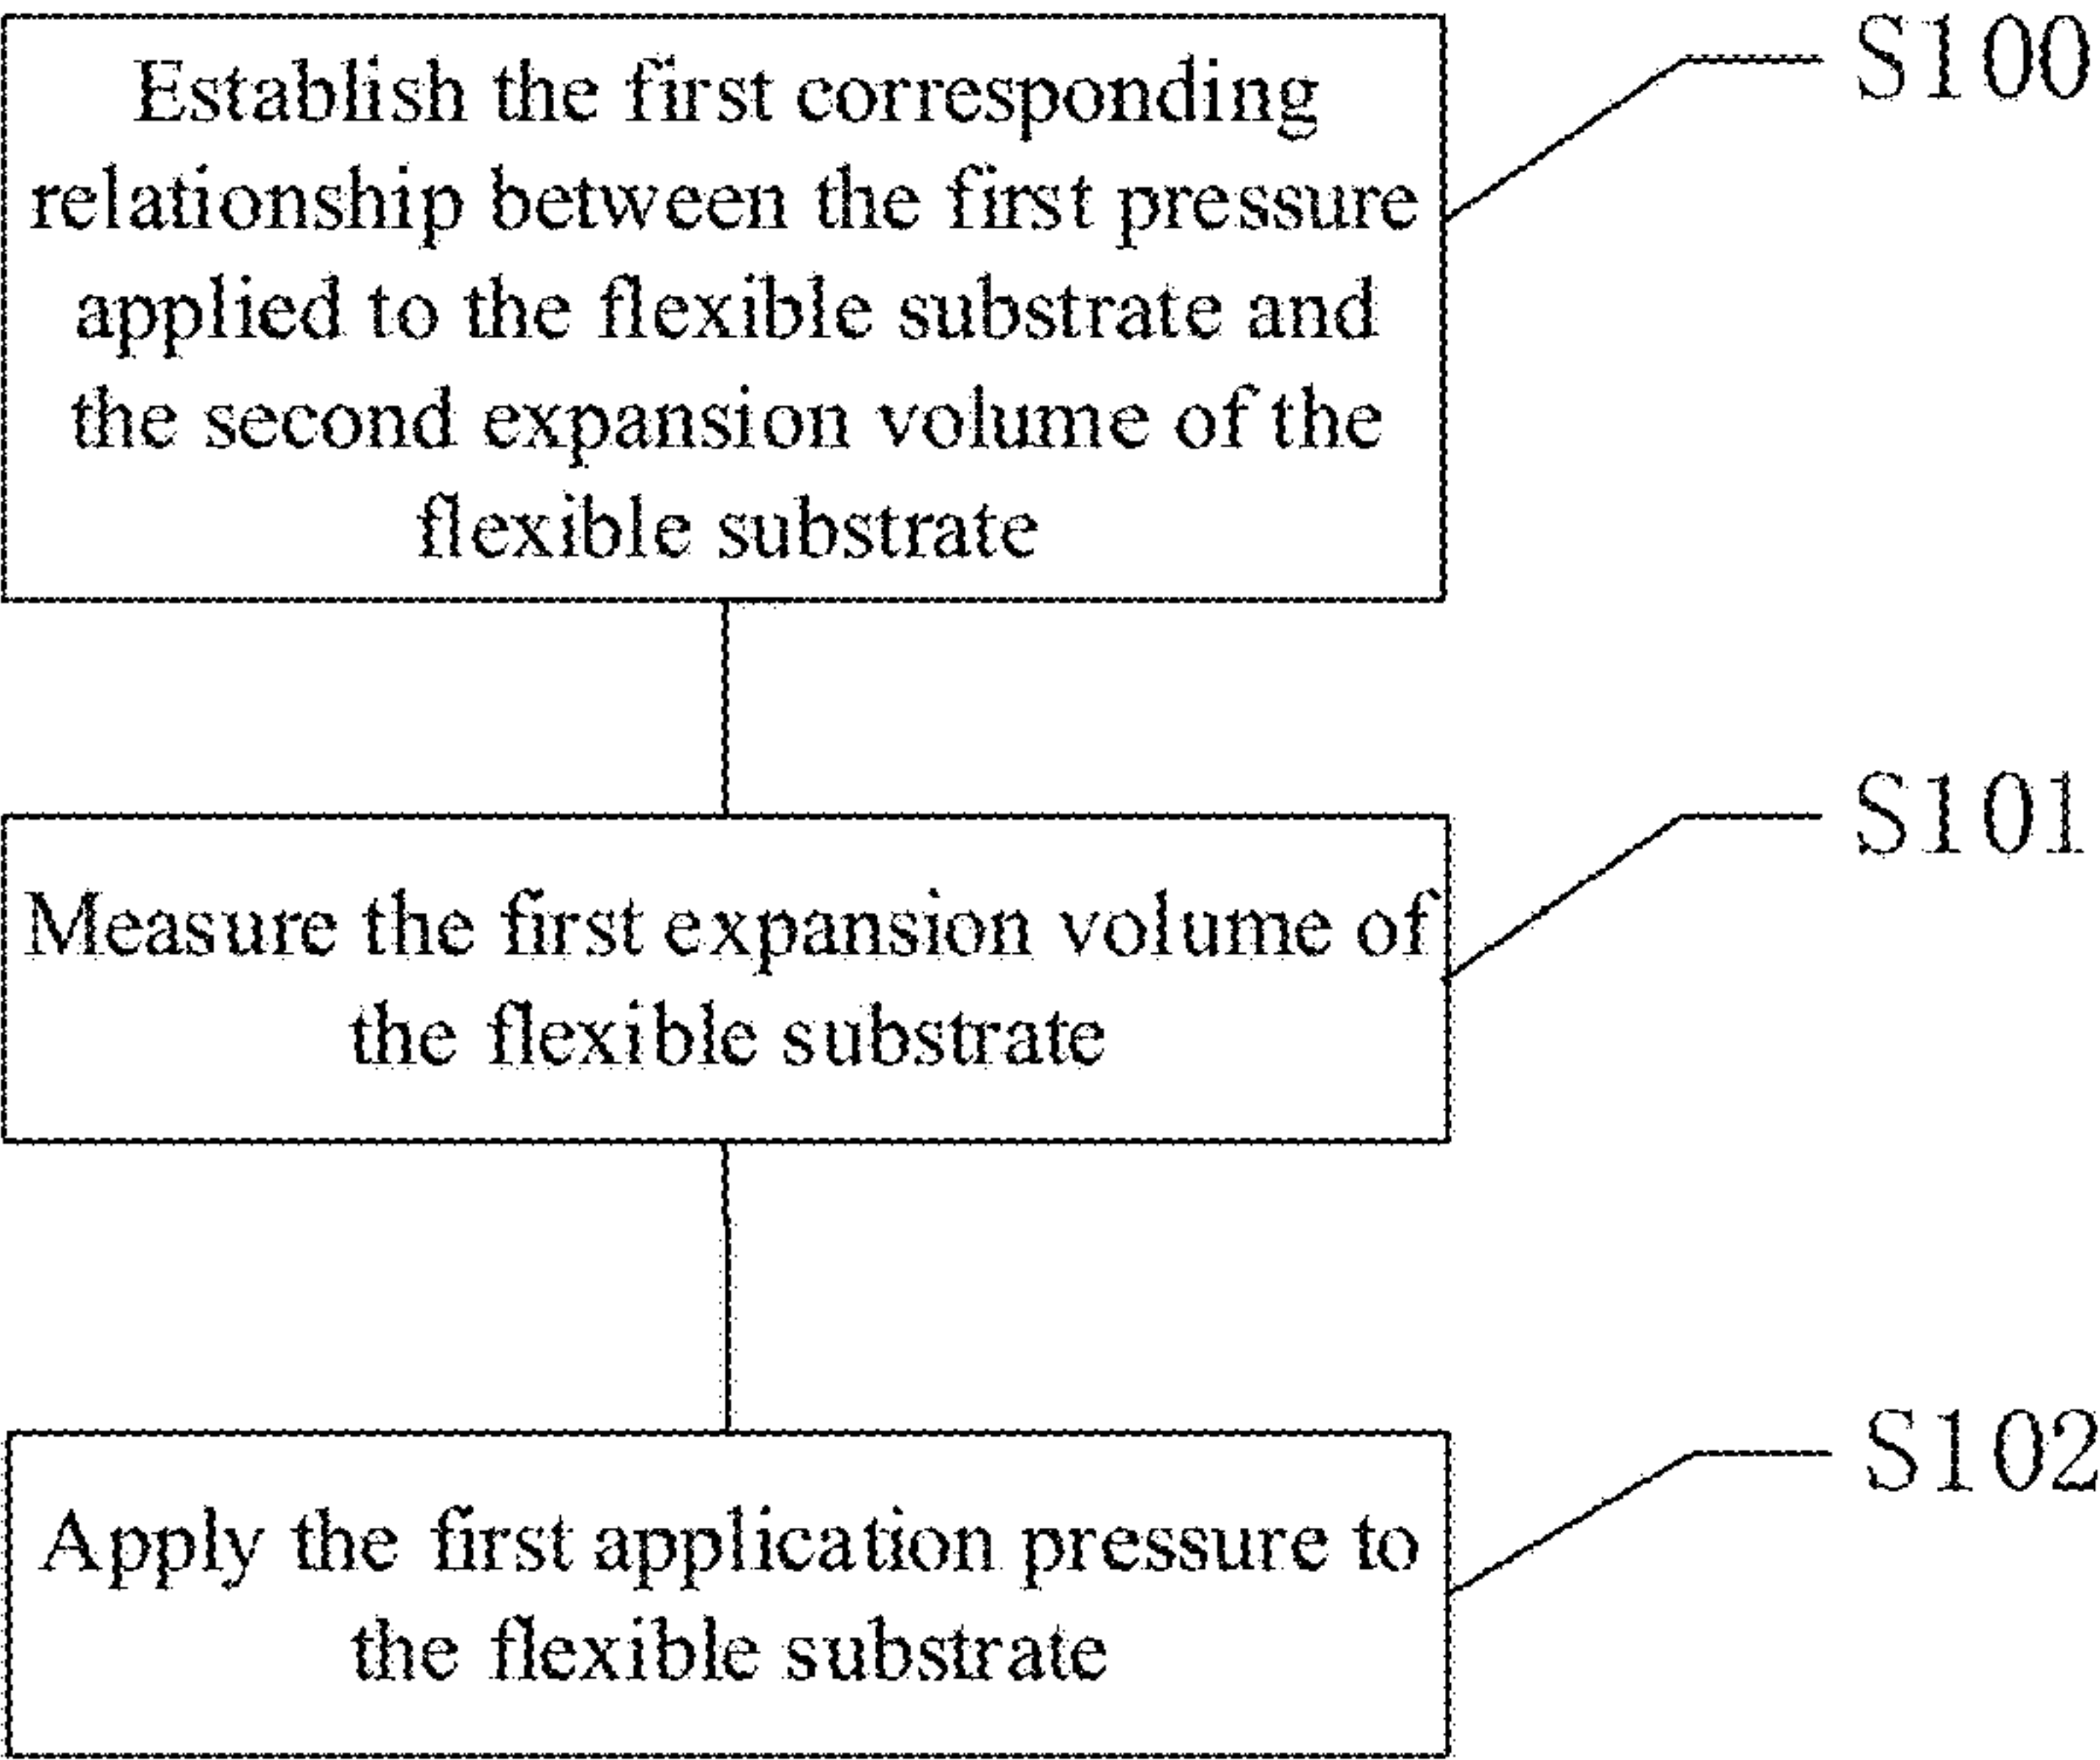 Establish the first corresponding
relationship between the first pressure
applied to the flexible substrate and
the second expansion volume of the
flexible substrate
S100
Measure the first expansion volume of
the flexible substrate
S101
Apply the first application pressure to
the flexible substrate
S102